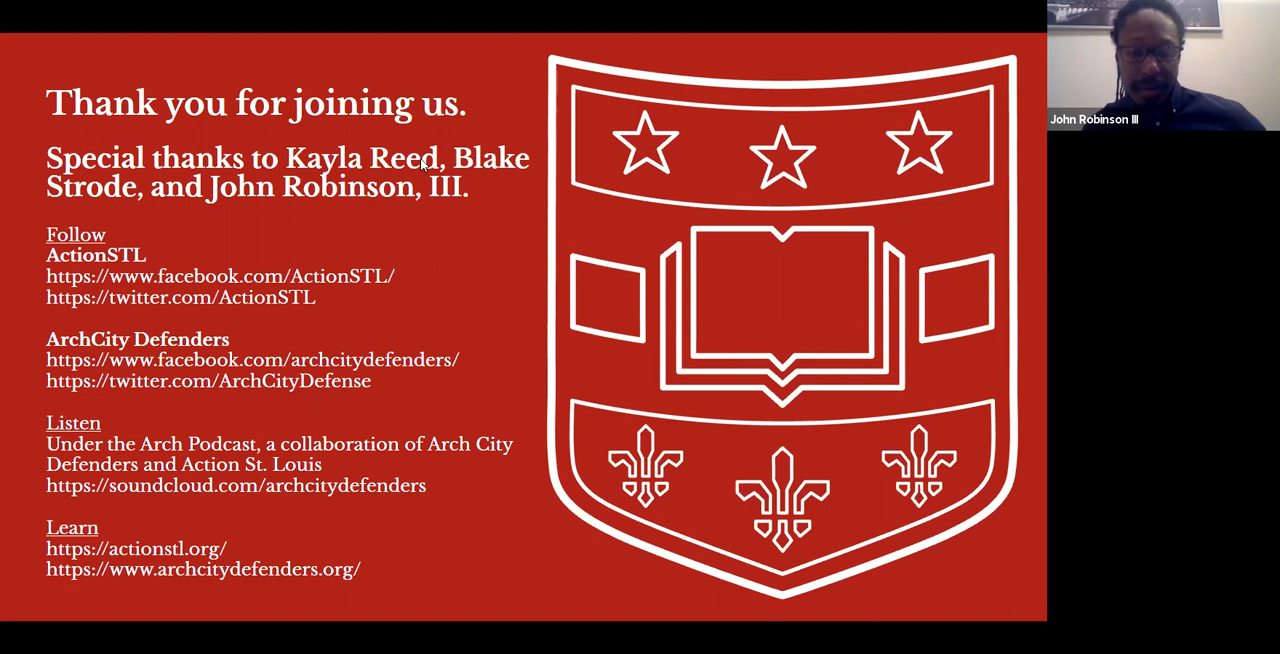 Thank you for joining us.
Special thanks to Kayla Reed, Blake
Strode, and John Robinson, III.
Follow
ActionSTL
https://www.facebook.com/ActionSTL/
https://twitter.com/ActionSTL
ArchCity Defenders
https://www.facebook.com/archcitydefenders/
https://twitter.com/ArchCityDefense
Listen
Under the Arch Podcast, a collaboration of Arch City
Defenders and Action St. Louis
https://soundcloud.com/archcitydefenders
Learn
https://actionstl.org/
https://www.archcitydefenders.org/
John Robinson III